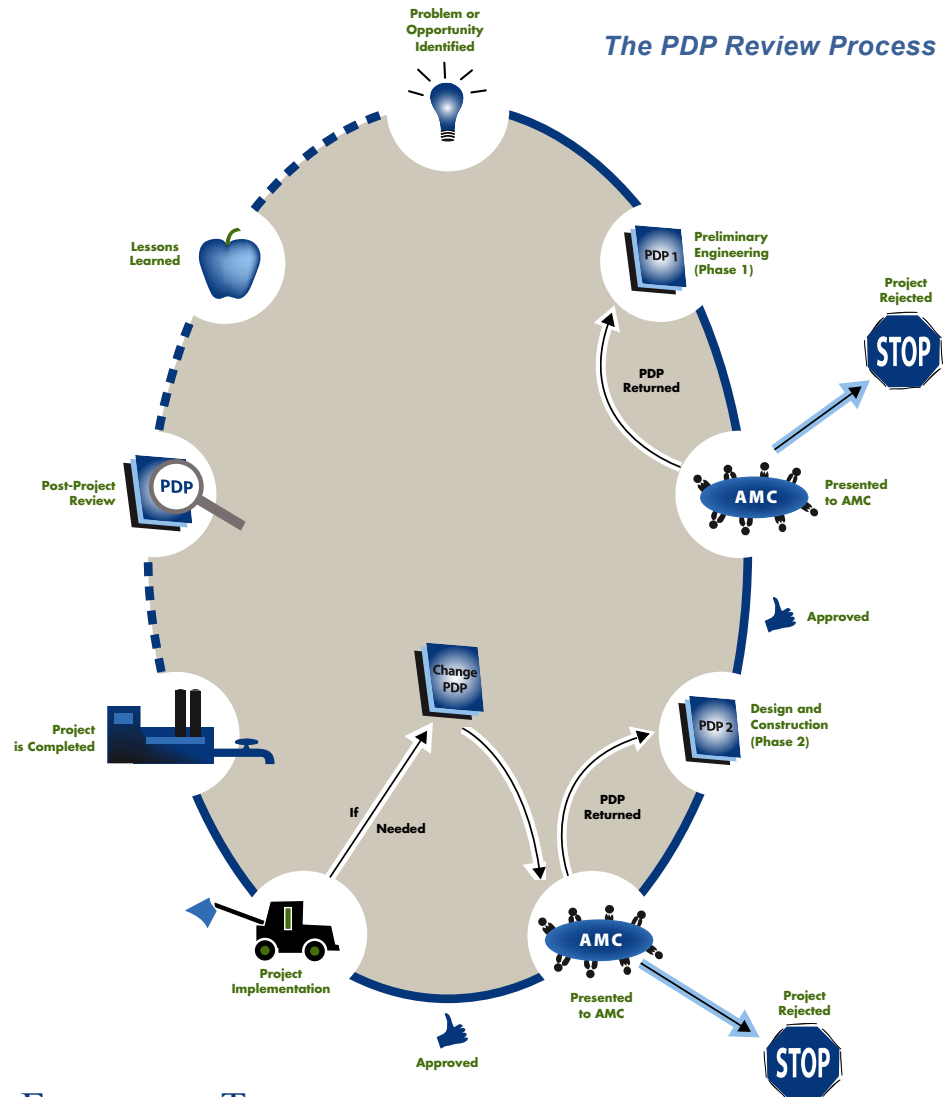 Problem or
Opportunity
Identified
The PDP Review Process
PDP 1
Preliminary
Engineering
(Phase 1)
Project
Rejected
STOP
PDP
Returned
AMC
Presented
to AMC
Approved
PDP 2
Design and
Construction
(Phase 2)
PDP
Returned
AMC
Presented
to AMC
Project
Rejected
STOP
Approved
Change
PDP
If
Needed
Project
Implementation
Project
is Completed
PDP
Post-Project
Review
Lessons
Learned